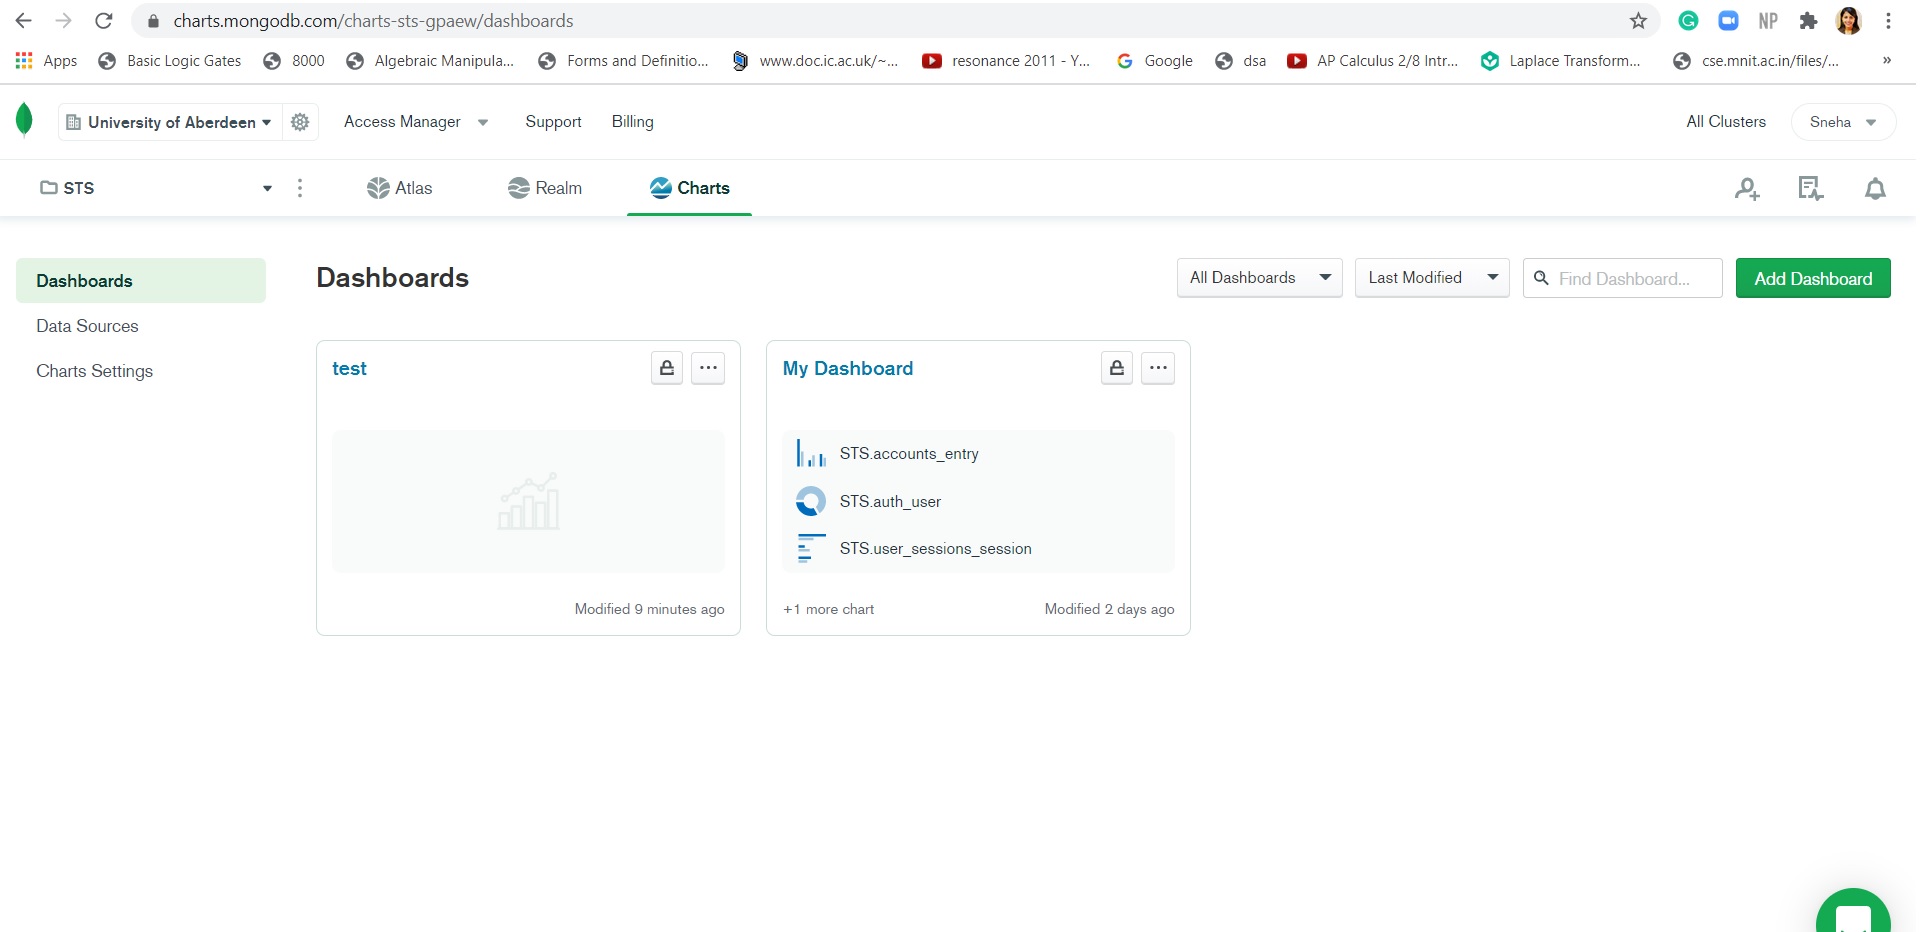 charts.mongodb.com/charts-sts-gpaew/dashboards
NP
Apps Basic Logic Gates 8000 Algebraic Manipula... Forms and Definitio... www.doc.ic.ac.uk/~... resonance 2011 - Y... Google dsa AP Calculus 2/8 Intr... Laplace Transform... cse.mnit.ac.in/files/... »
University of Aberdeen Access Manager Support Billing All Clusters Sneha
STS Atlas Realm Charts
Dashboards
Data Sources
Charts Settings
Dashboards All Dashboards Last Modified Find Dashboard... Add Dashboard
test
Modified 9 minutes ago
My Dashboard
STS.accounts_entry
STS.auth_user
STS.user_sessions_session
+1 more chart Modified 2 days ago